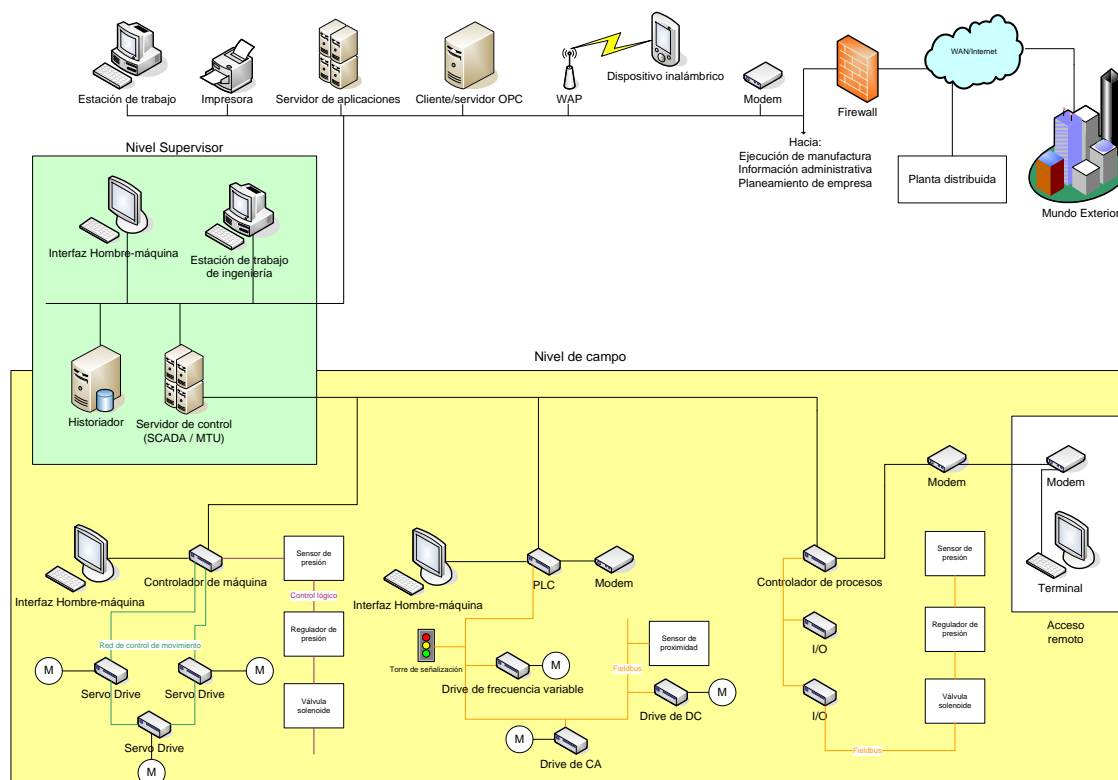 WAN/Internet
Estación de trabajo
Impresora
Servidor de aplicaciones
Cliente/servidor OPC
WAP
Dispositivo inalámbrico
Modem
Firewall
Hacia:
Ejecución de manufactura
Información administrativa
Planeamiento de empresa
Planta distribuida
Mundo Exterior
Nivel Supervisor
Interfaz Hombre-máquina
Estación de trabajo
de ingeniería
Historiador
Servidor de control
(SCADA / MTU)
Nivel de campo
Modem
Modem
Terminal
Acceso
remoto
Interfaz Hombre-máquina
Controlador de máquina
Sensor de
presión
Control lógico
Regulador de
presión
Válvula
solenoide
Red de control de movimiento
M
Servo Drive
Servo Drive
M
Servo Drive
M
Interfaz Hombre-máquina
PLC
Modem
Torre de señalización
Drive de frecuencia variable
M
Fieldbus
Sensor de
proximidad
Drive de DC
M
M
Drive de CA
Controlador de procesos
I/O
I/O
Fieldbus
Sensor de
presión
Regulador de
presión
Válvula
solenoide